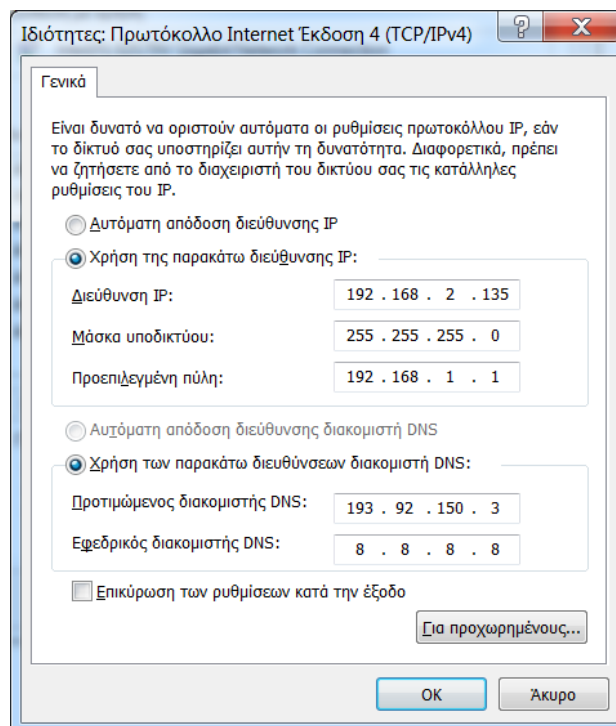 Ιδιότητες: Πρωτόκολλο Internet Έκδοση 4 (TCP/IPv4)
Γενικά
Είναι δυνατό να οριστούν αυτόματα οι ρυθμίσεις πρωτοκόλλου IP, εάν
το δίκτυό σας υποστηρίζει αυτήν τη δυνατότητα. Διαφορετικά, πρέπει
να ζητήσετε από το διαχειριστή του δικτύου σας τις κατάλληλες
ρυθμίσεις του IP.
Αυτόματη απόδοση διεύθυνσης IP
Χρήση της παρακάτω διεύθυνσης IP:
Διεύθυνση IP: 192 . 168 . 2 . 135
Μάσκα υποδικτύου: 255 . 255 . 255 . 0
Προεπιλεγμένη πύλη: 192 . 168 . 1 . 1
Αυτόματη απόδοση διεύθυνσης διακομιστή DNS
Χρήση των παρακάτω διευθύνσεων διακομιστή DNS:
Προτιμώμενος διακομιστής DNS: 193 . 92 . 150 . 3
Εφεδρικός διακομιστής DNS: 8 . 8 . 8 . 8
Επικύρωση των ρυθμίσεων κατά την έξοδο
Για προχωρημένους...
OK Άκυρο